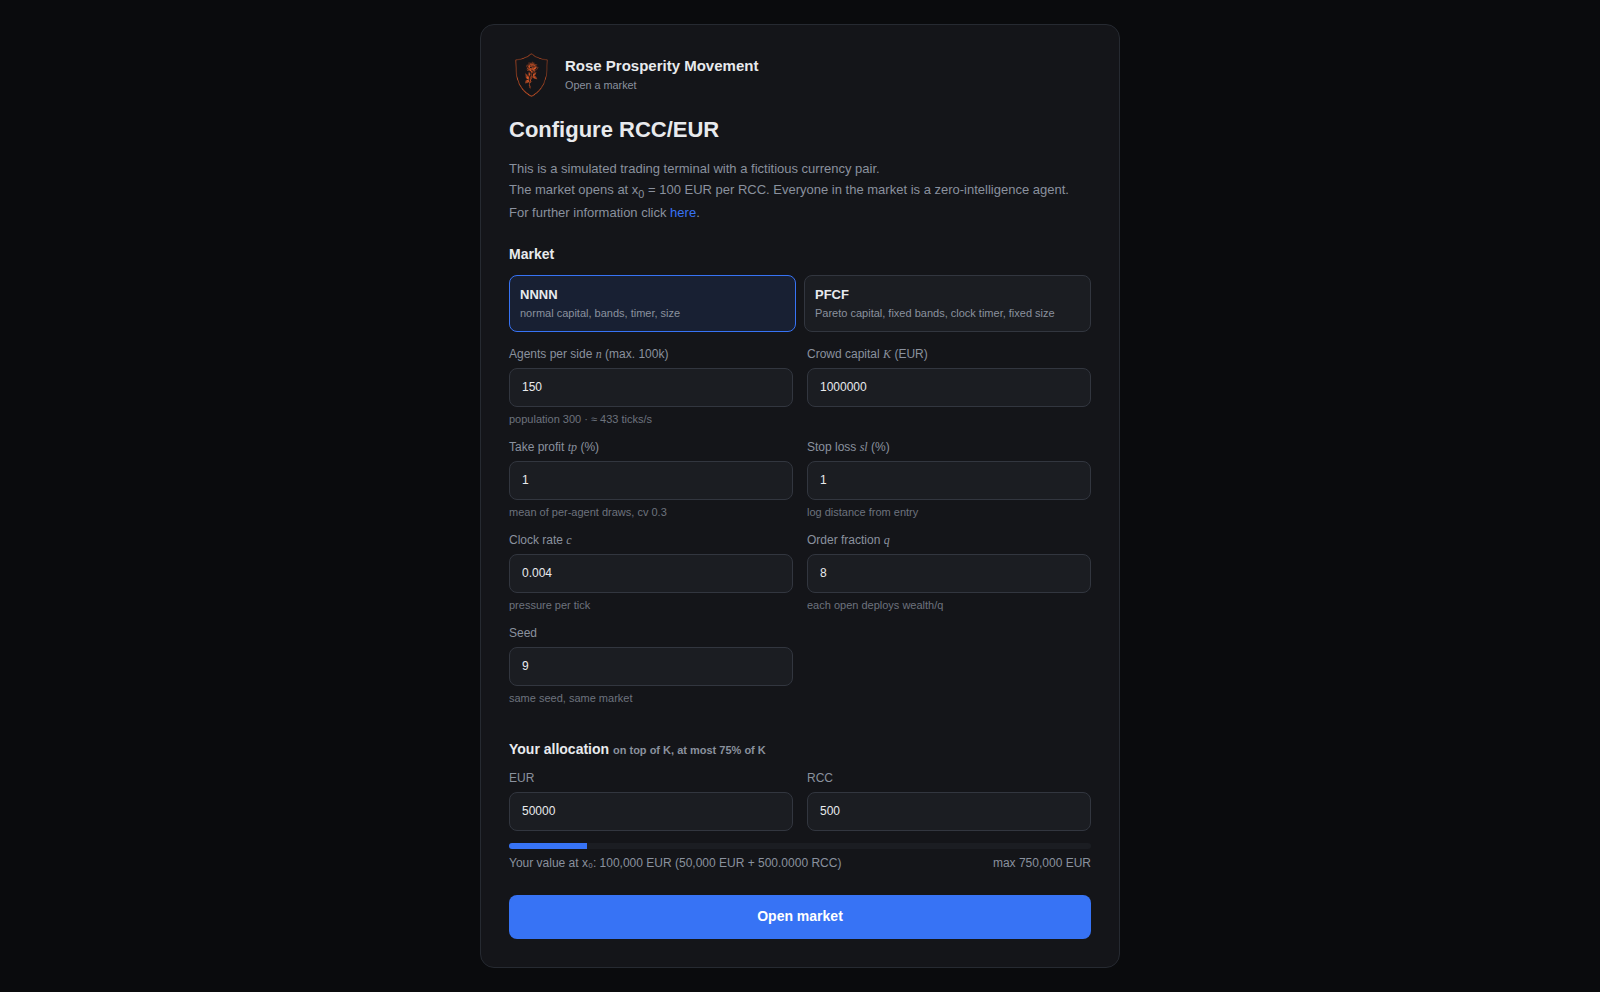 Rose Prosperity Movement
Open a market
Configure RCC/EUR
This is a simulated trading terminal with a fictitious currency pair.
The market opens at x0 = 100 EUR per RCC. Everyone in the market is a zero-intelligence agent.
For further information click here.
Market
NNNN
normal capital, bands, timer, size
PFCF
Pareto capital, fixed bands, clock timer, fixed size
Agents per side n (max. 100k)
150
population 300 · ≈ 433 ticks/s
Crowd capital K (EUR)
1000000
Take profit tp (%)
1
mean of per-agent draws, cv 0.3
Stop loss sl (%)
1
log distance from entry
Clock rate c
0.004
pressure per tick
Order fraction q
8
each open deploys wealth/q
Seed
9
same seed, same market
Your allocation on top of K, at most 75% of K
EUR
50000
RCC
500
Your value at x₀: 100,000 EUR (50,000 EUR + 500.0000 RCC)
max 750,000 EUR
Open market